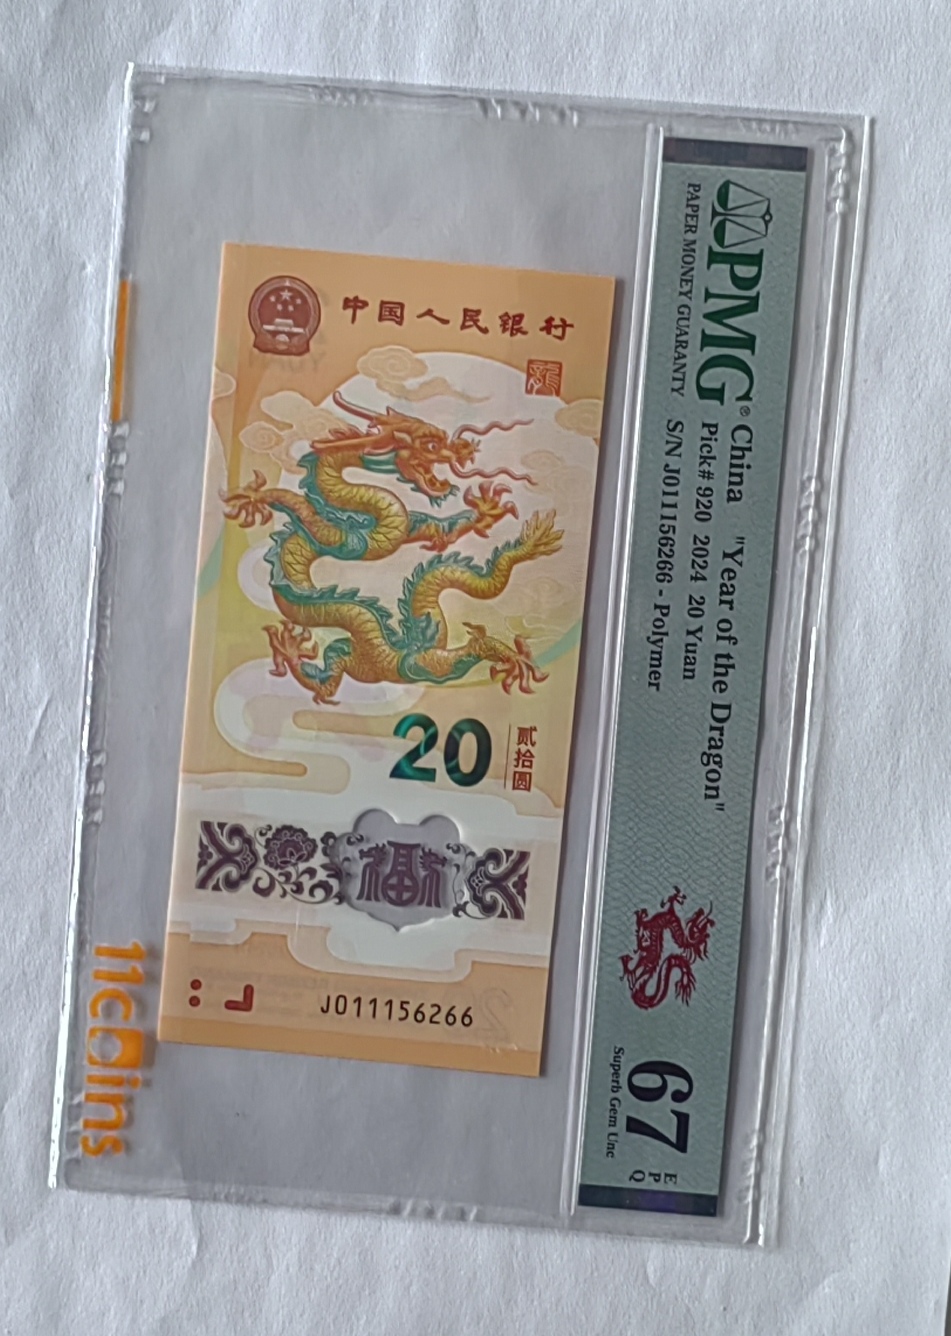 PMG®
PAPER MONEY GUARANTY
China "Year of the Dragon"
Pick# 920 2024 20 Yuan
S/N J011156266 - Polymer
67
EPQ
Superb Gem Unc
中国人民银行
20
贰拾圆
J011156266
11coins